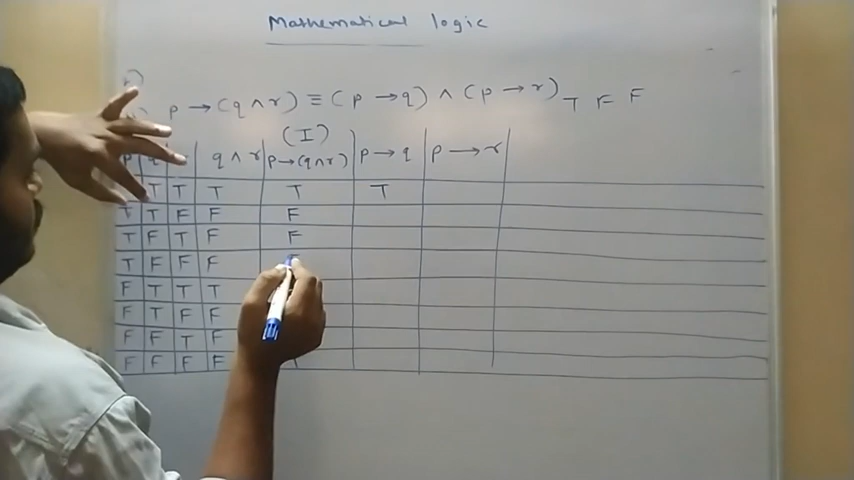 Mathematical logic
p → (q ∧ r) ≡ (p → q) ∧ (p → r) T F F
(I)
p q ∧ r p → (q ∧ r) p → q p → r
T T T T T
T T F F F
T F T F F
T F F F
F T T T
F T F F
F F T F
F F F F